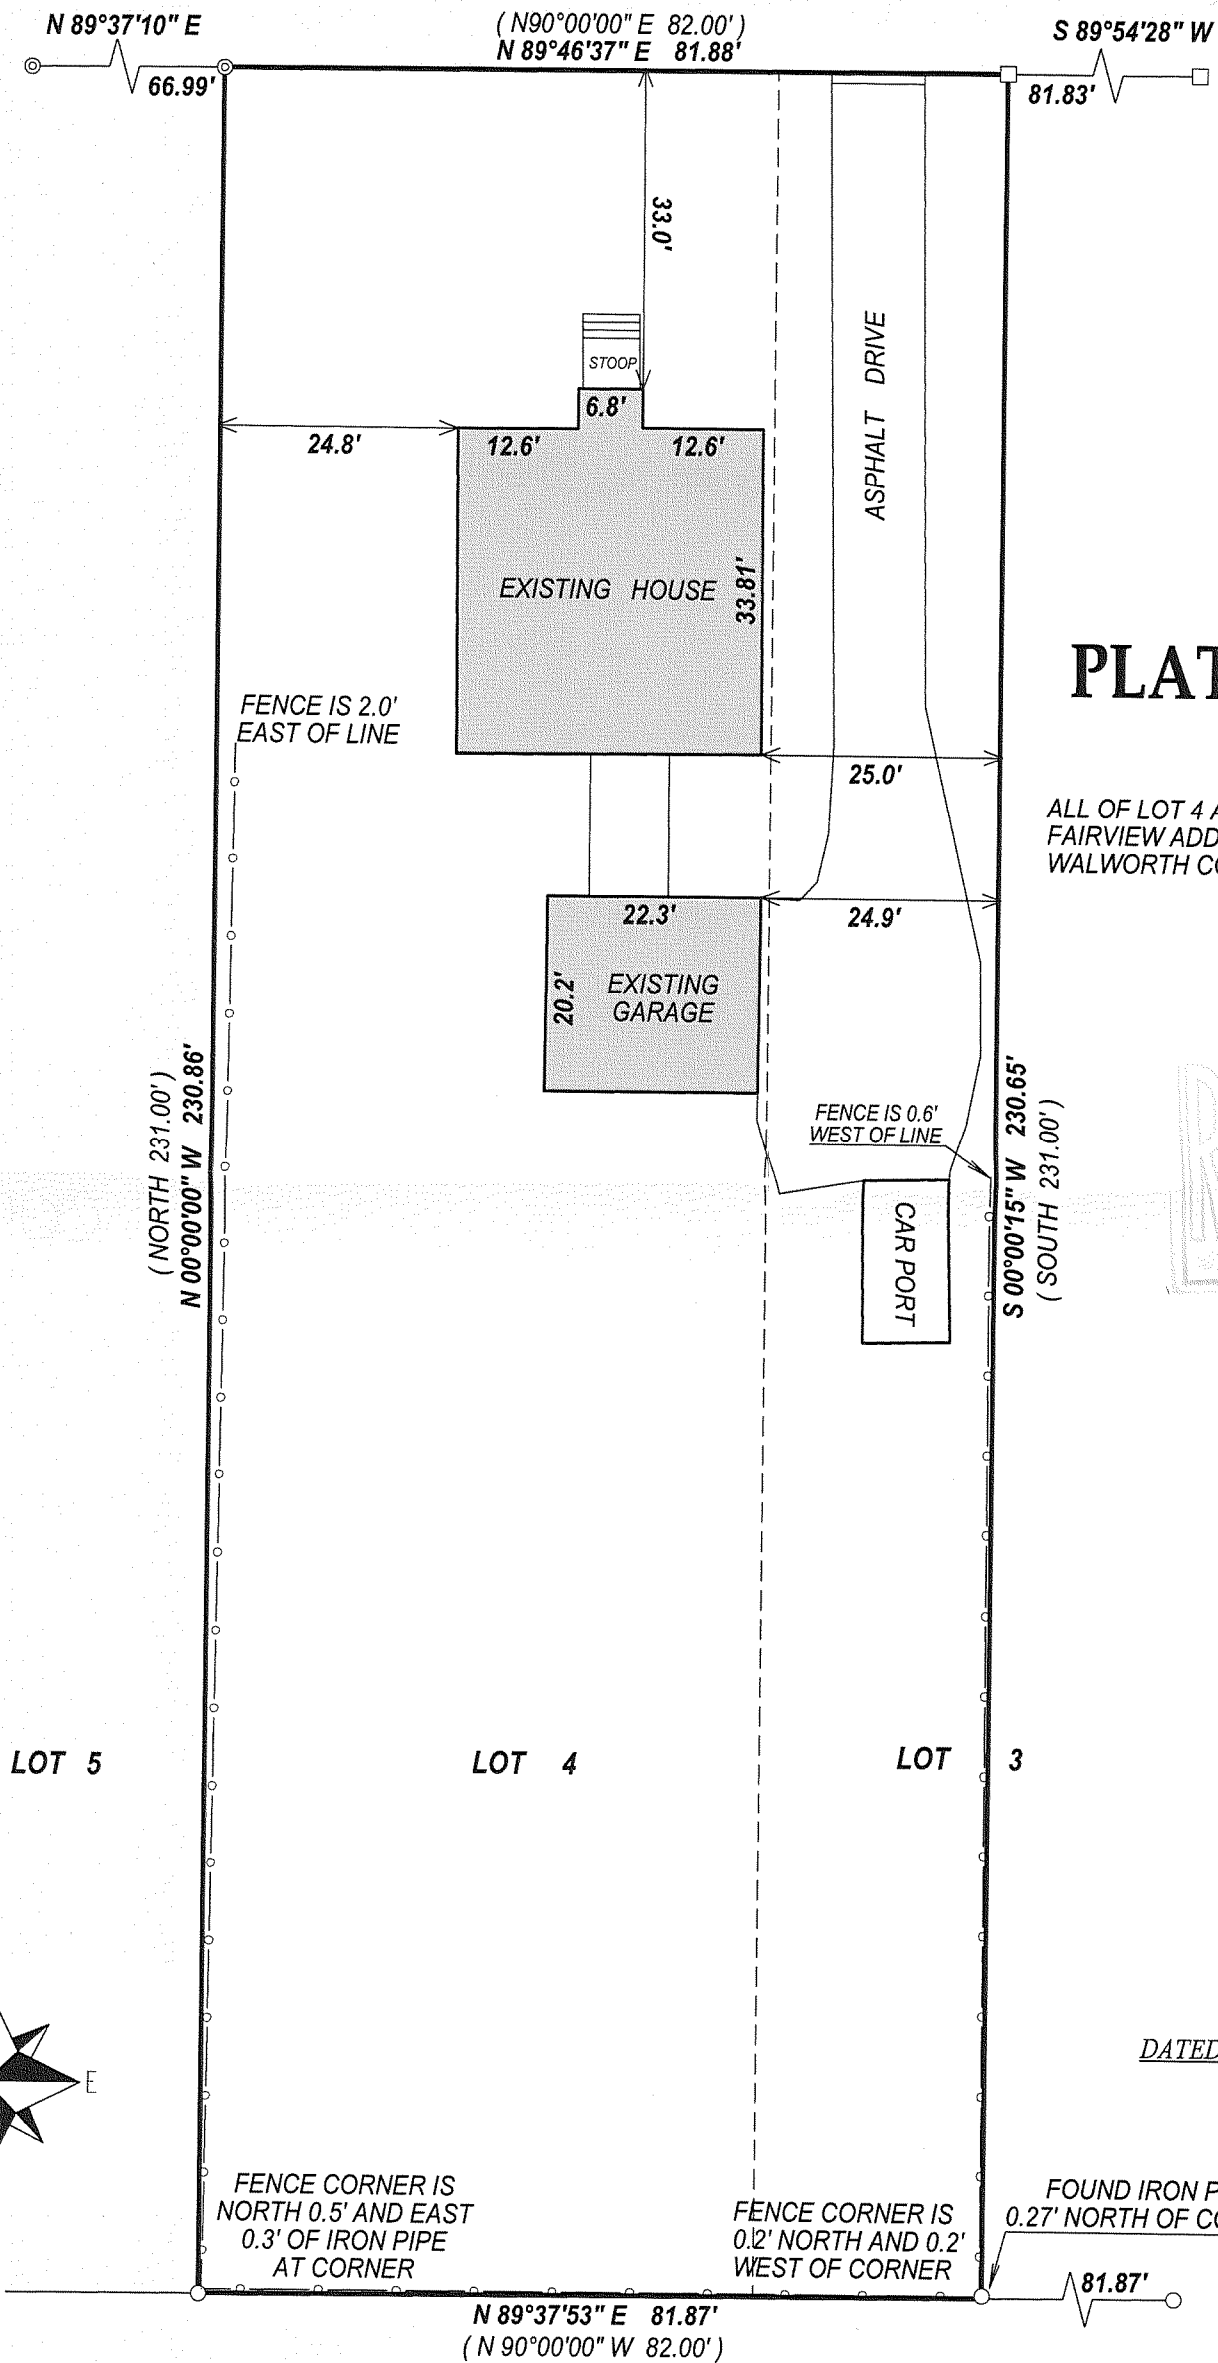 N 89°37'10" E
( N90°00'00" E 82.00' )
N 89°46'37" E 81.88'
S 89°54'28" W
66.99'
81.83'
33.0'
STOOP
6.8'
24.8'
12.6'
12.6'
ASPHALT DRIVE
EXISTING HOUSE
33.81'
PLAT
FENCE IS 2.0'
EAST OF LINE
25.0'
ALL OF LOT 4 A
FAIRVIEW ADD
WALWORTH CO
22.3'
24.9'
20.2'
EXISTING
GARAGE
( NORTH 231.00' )
N 00°00'00" W 230.86'
FENCE IS 0.6'
WEST OF LINE
S 00°00'15" W 230.65'
( SOUTH 231.00' )
CAR PORT
LOT 5
LOT 4
LOT 3
E
DATED
FENCE CORNER IS
NORTH 0.5' AND EAST
0.3' OF IRON PIPE
AT CORNER
FENCE CORNER IS
0.2' NORTH AND 0.2'
WEST OF CORNER
FOUND IRON P
0.27' NORTH OF CO
81.87'
N 89°37'53" E 81.87'
( N 90°00'00" W 82.00' )